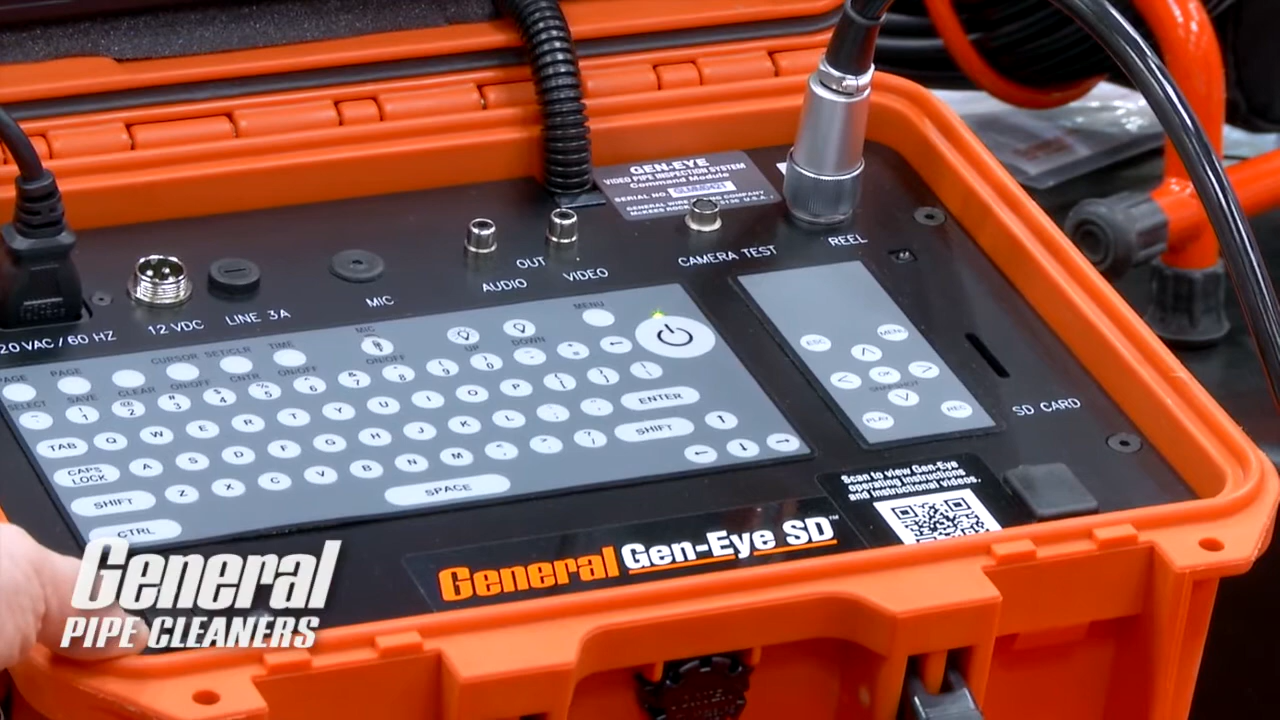 GEN-EYE
VIDEO PIPE INSPECTION SYSTEM
Command Module
SERIAL NO.
REEL
CAMERA TEST
OUT
AUDIO
VIDEO
MIC
LINE 3A
12 VDC
20 VAC / 60 HZ
PAGE
PAGE
CURSOR
SET/CLR
TIME
MIC
UP
DOWN
MENU
SELECT
SAVE
CLEAR
ON/OFF
CNTR
ON/OFF
ON/OFF
TAB
Q
W
E
R
T
Y
U
I
O
P
ENTER
CAPS
LOCK
A
S
D
F
G
H
J
K
L
SHIFT
SHIFT
Z
X
C
V
B
N
M
CTRL
SPACE
ESC
MENU
OK
SNAPSHOT
PLAY
REC
SD CARD
Scan to view Gen-Eye
operating instructions
and instructional videos.
General Gen-Eye SD™
General
PIPE CLEANERS